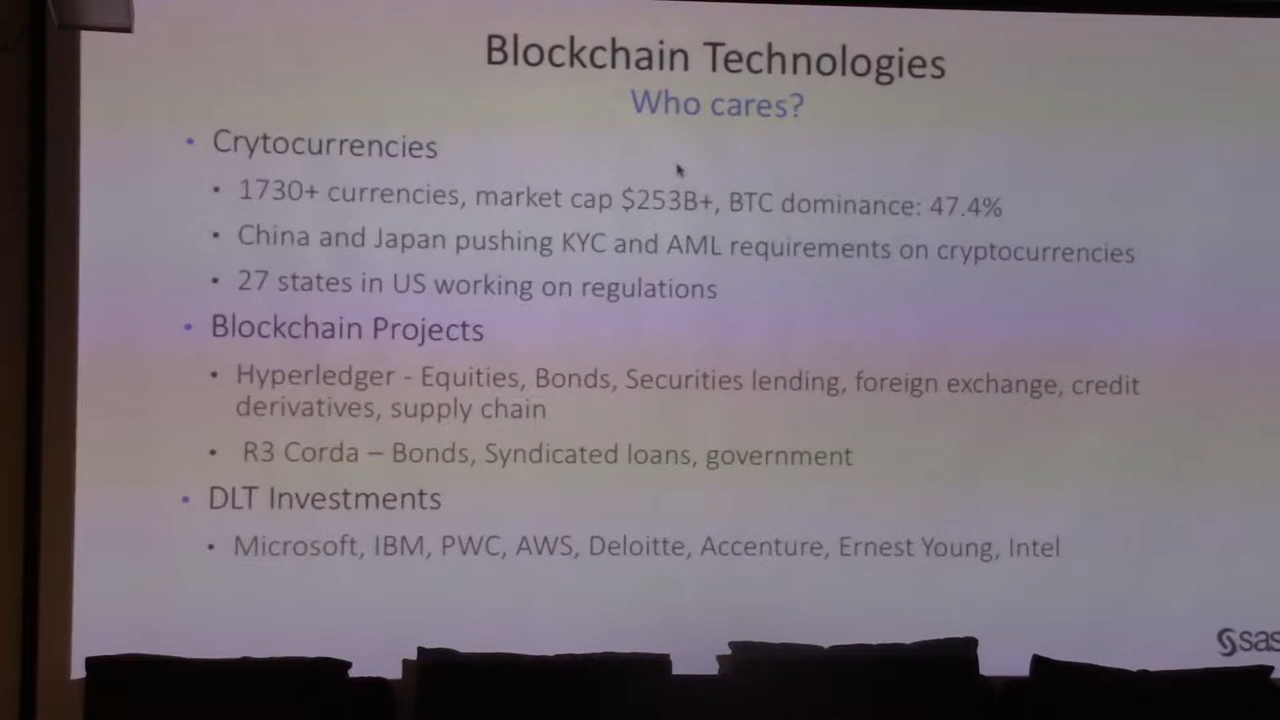 Blockchain Technologies
Who cares?
• Crytocurrencies
• 1730+ currencies, market cap $253B+, BTC dominance: 47.4%
• China and Japan pushing KYC and AML requirements on cryptocurrencies
• 27 states in US working on regulations
• Blockchain Projects
• Hyperledger - Equities, Bonds, Securities lending, foreign exchange, credit
derivatives, supply chain
• R3 Corda – Bonds, Syndicated loans, government
• DLT Investments
• Microsoft, IBM, PWC, AWS, Deloitte, Accenture, Ernest Young, Intel
sas